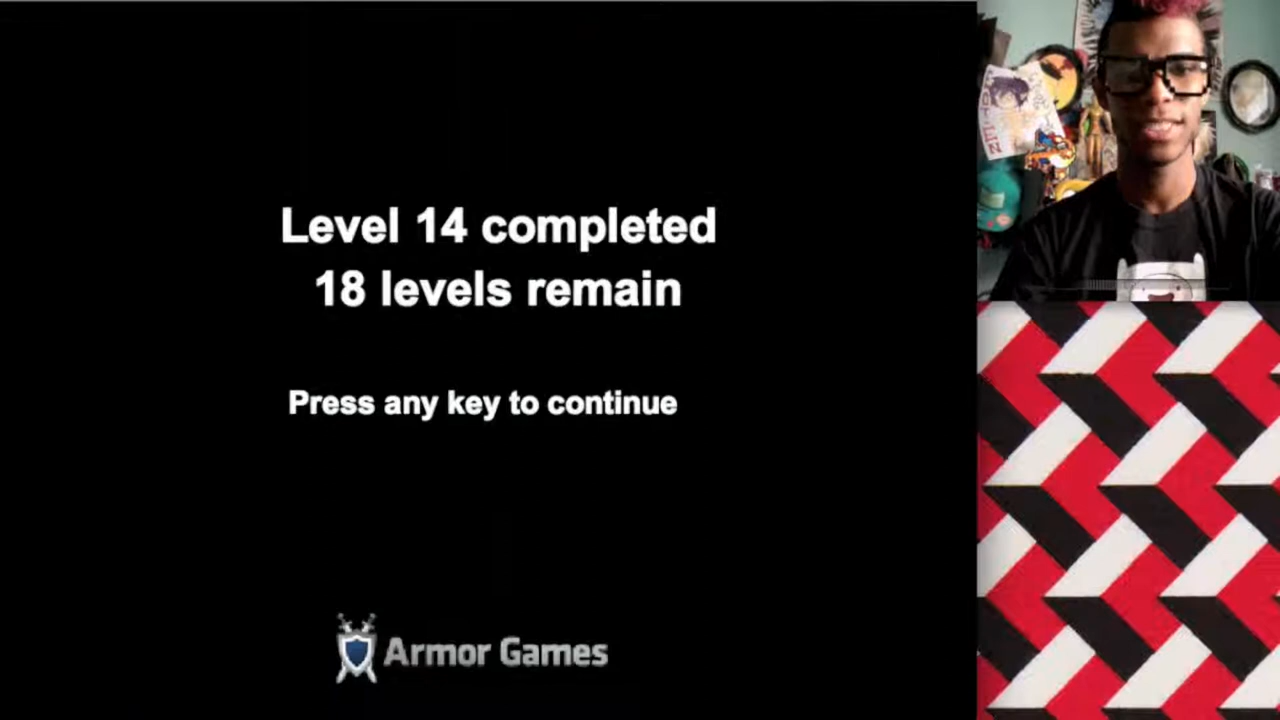 Level 14 completed
18 levels remain
Press any key to continue
Armor Games